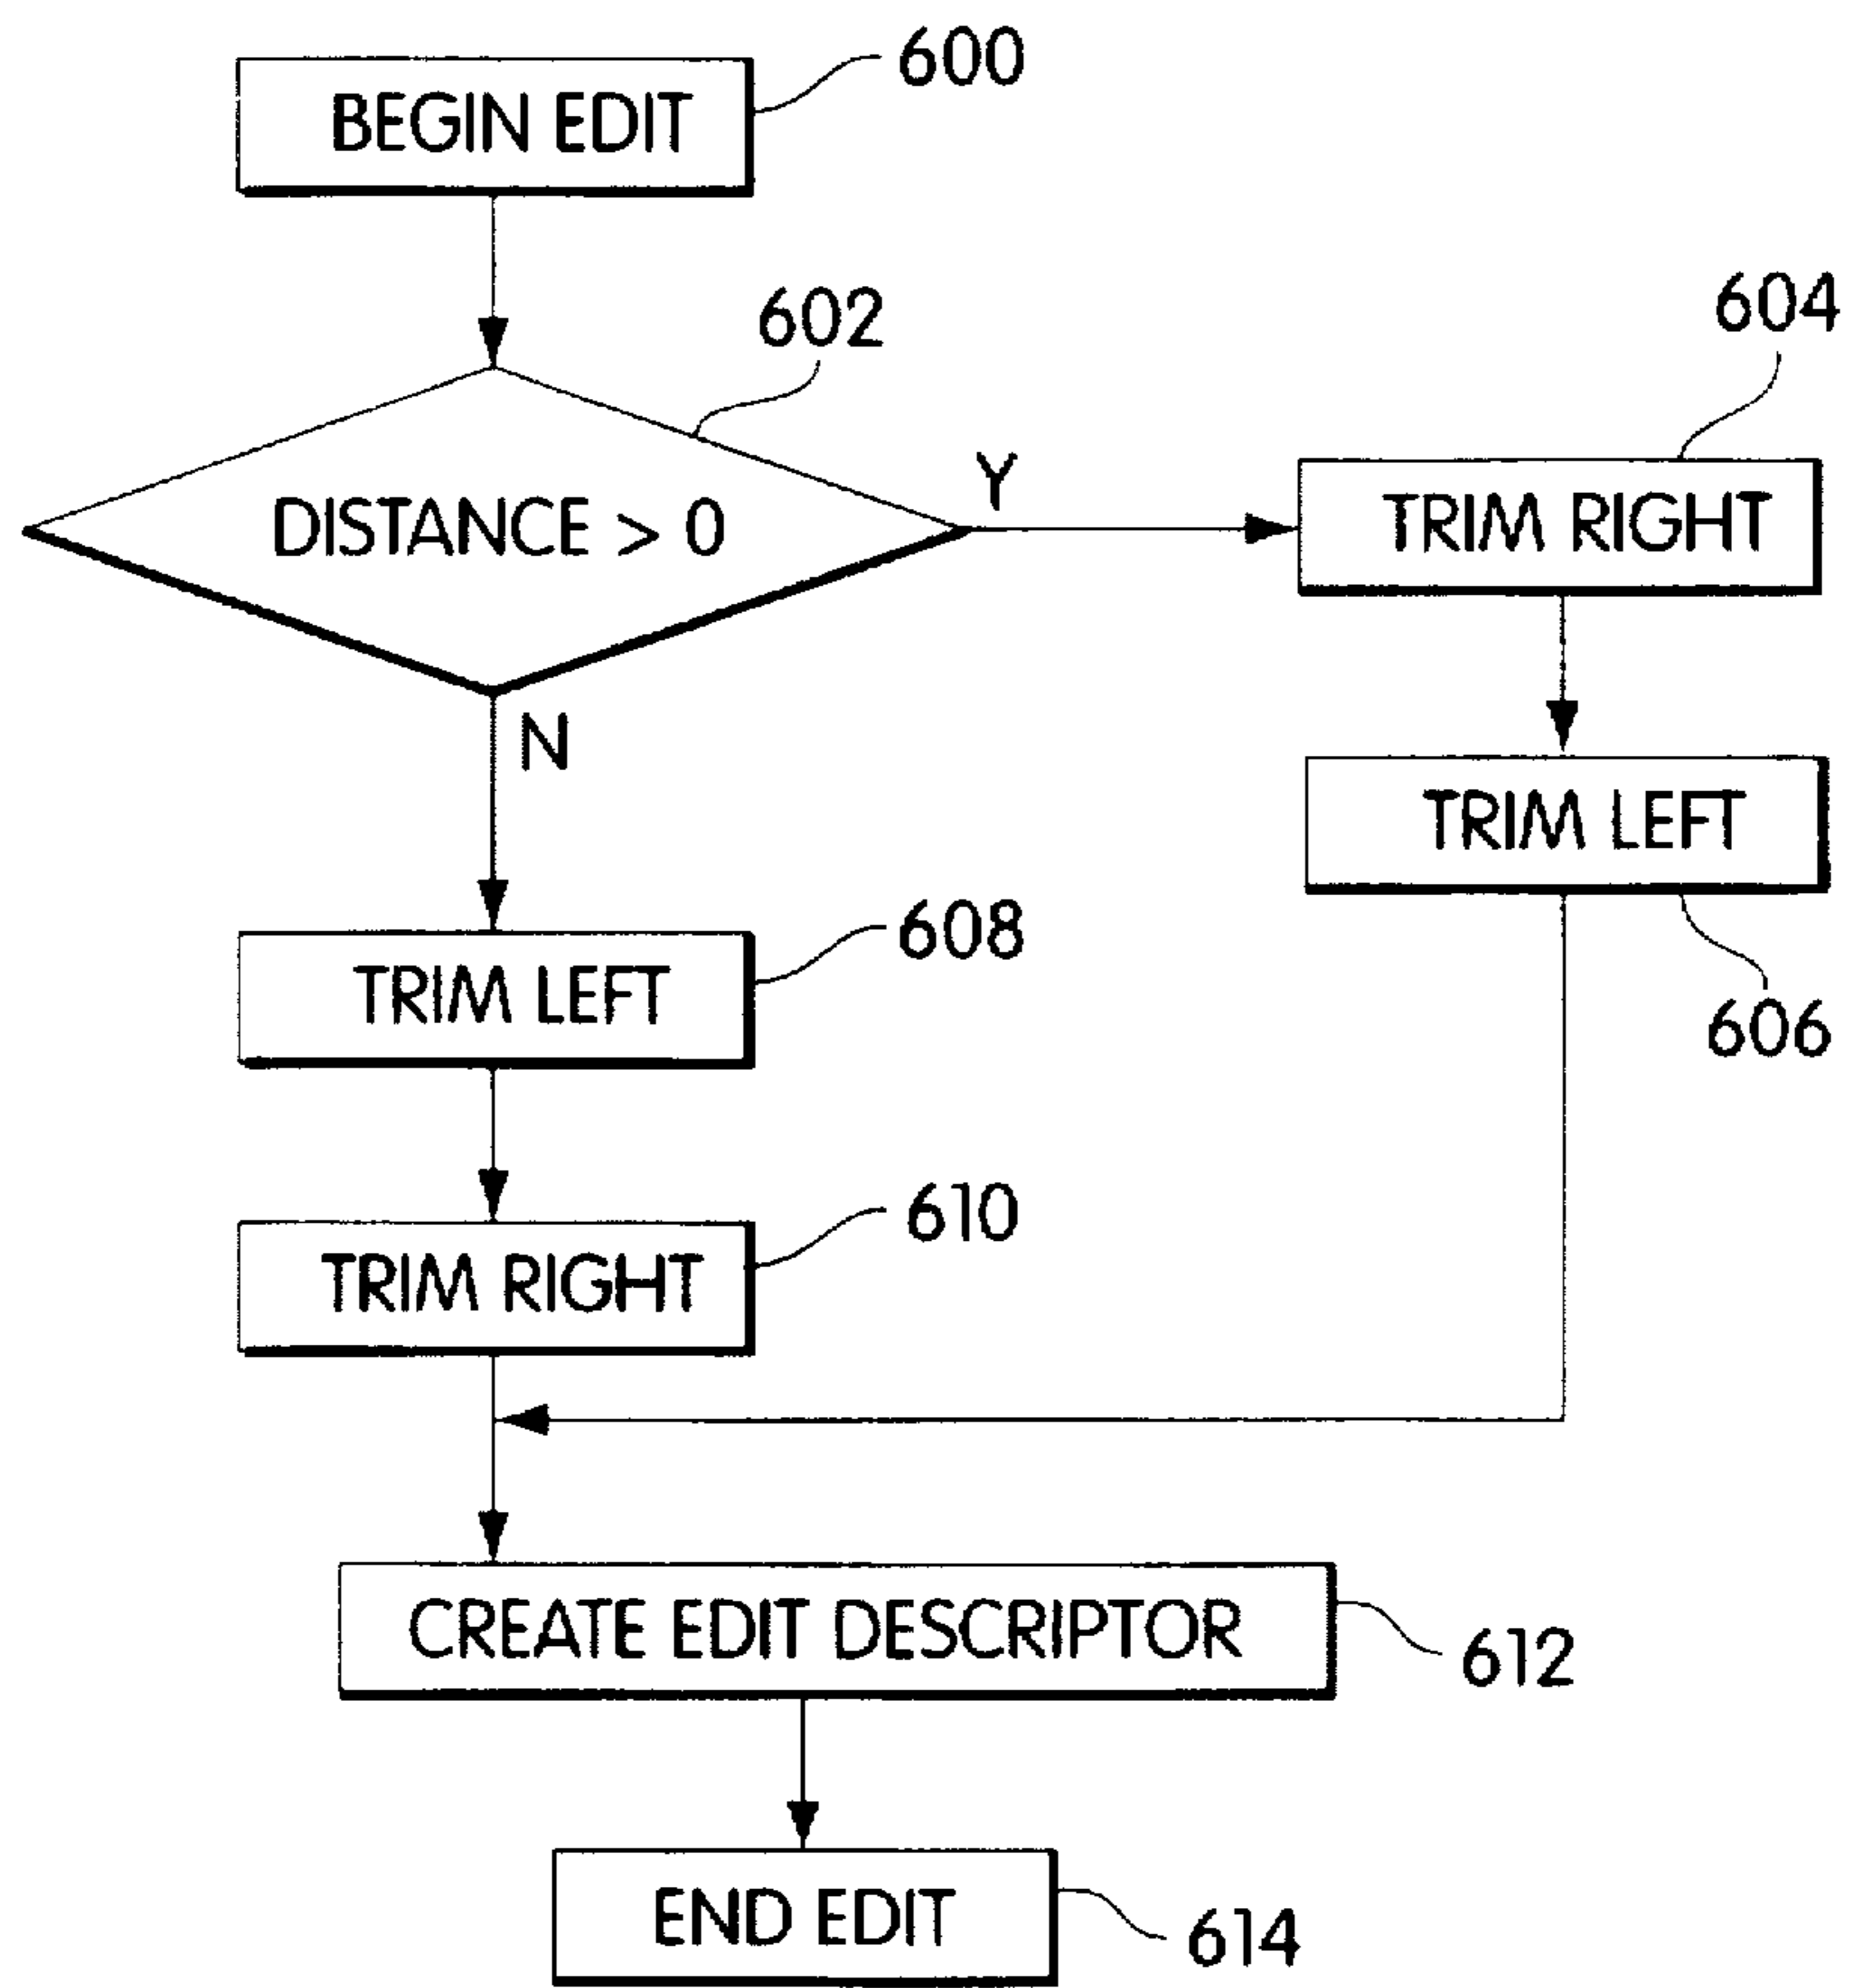 BEGIN EDIT
600
602
604
DISTANCE > 0
Y
TRIM RIGHT
N
TRIM LEFT
606
TRIM LEFT
608
TRIM RIGHT
610
CREATE EDIT DESCRIPTOR
612
END EDIT
614